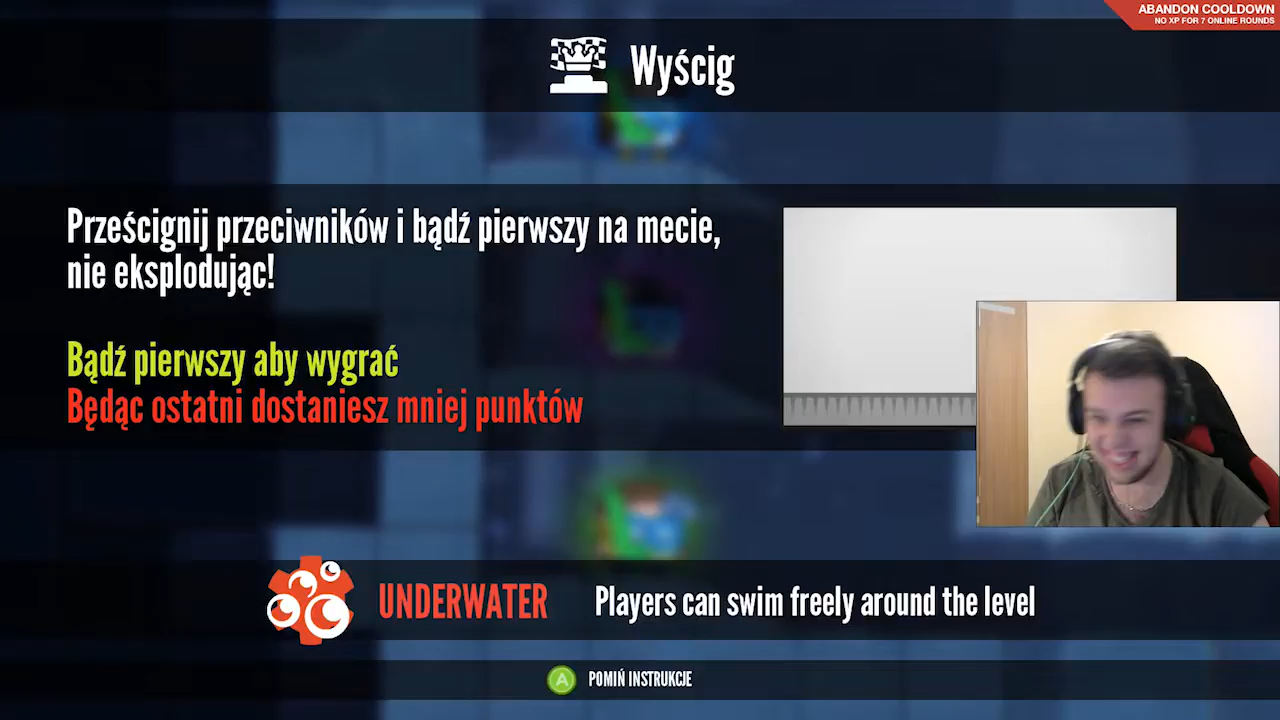 ABANDON COOLDOWN
NO XP FOR 7 ONLINE ROUNDS
Wyścig
Prześcignij przeciwników i bądź pierwszy na mecie,
nie eksplodując!
Bądź pierwszy aby wygrać
Będąc ostatni dostaniesz mniej punktów
UNDERWATER Players can swim freely around the level
A POMIŃ INSTRUKCJE